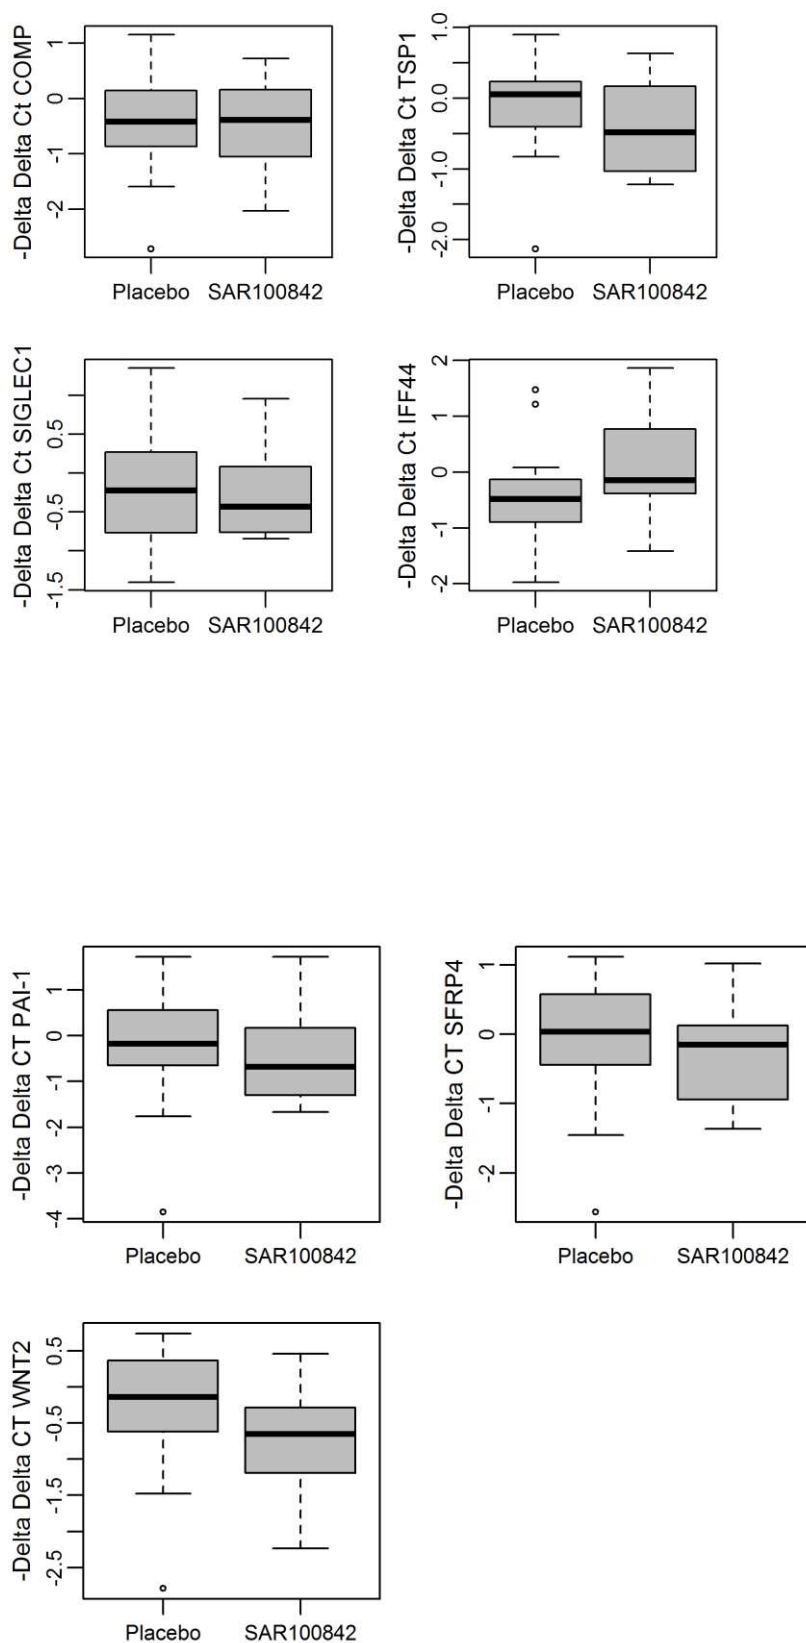 -Delta Delta Ct COMP
1
0
-1
-2
Placebo SAR100842
-Delta Delta Ct TSP1
1.0
0.0
-1.0
-2.0
Placebo SAR100842
-Delta Delta Ct SIGLEC1
0.5
-0.5
-1.5
Placebo SAR100842
-Delta Delta Ct IFF44
2
1
0
-1
-2
Placebo SAR100842
-Delta Delta CT PAI-1
1
0
-1
-2
-3
-4
Placebo SAR100842
-Delta Delta CT SFRP4
1
0
-1
-2
Placebo SAR100842
-Delta Delta CT WNT2
0.5
-0.5
-1.5
-2.5
Placebo SAR100842